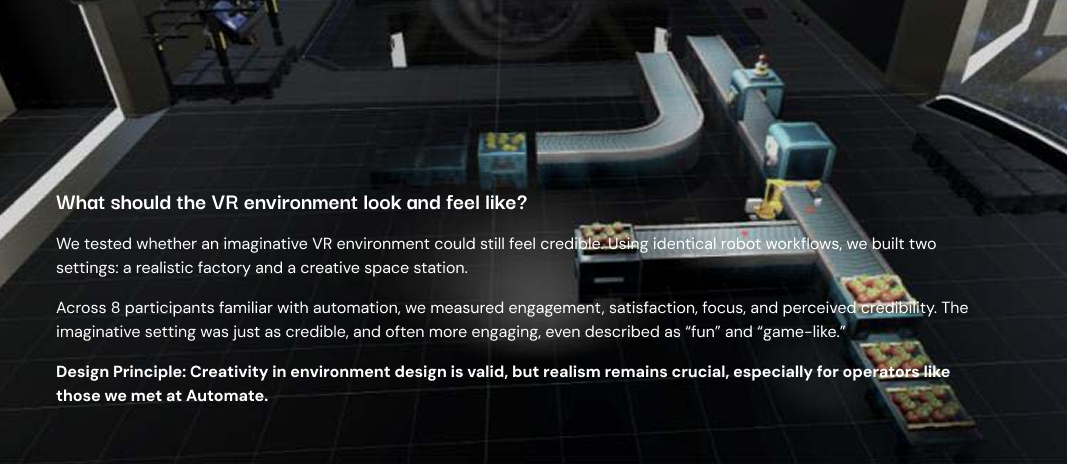 What should the VR environment look and feel like?
We tested whether an imaginative VR environment could still feel credible. Using identical robot workflows, we built two
settings: a realistic factory and a creative space station.
Across 8 participants familiar with automation, we measured engagement, satisfaction, focus, and perceived credibility. The
imaginative setting was just as credible, and often more engaging, even described as “fun” and “game-like.”
Design Principle: Creativity in environment design is valid, but realism remains crucial, especially for operators like
those we met at Automate.